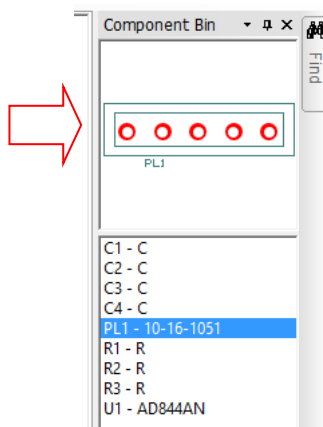 Component Bin
Find
PL1
C1 - C
C2 - C
C3 - C
C4 - C
PL1 - 10-16-1051
R1 - R
R2 - R
R3 - R
U1 - AD844AN